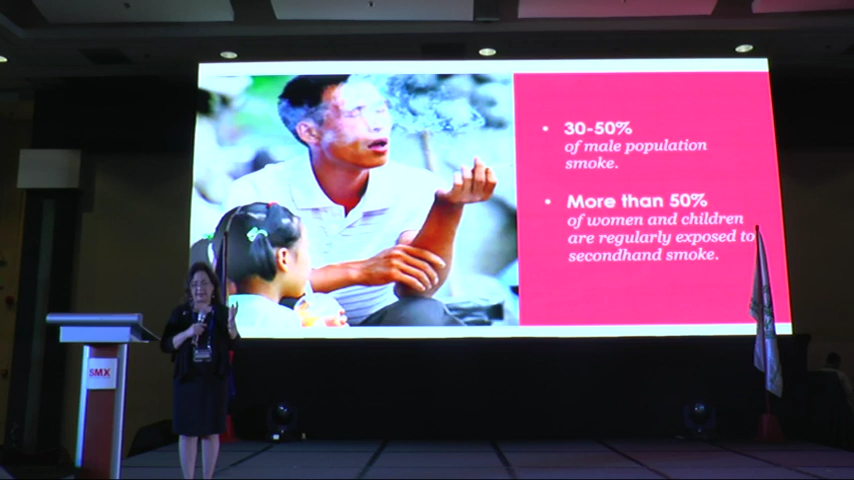 • 30-50%
of male population
smoke.
• More than 50%
of women and children
are regularly exposed to
secondhand smoke.
SMX